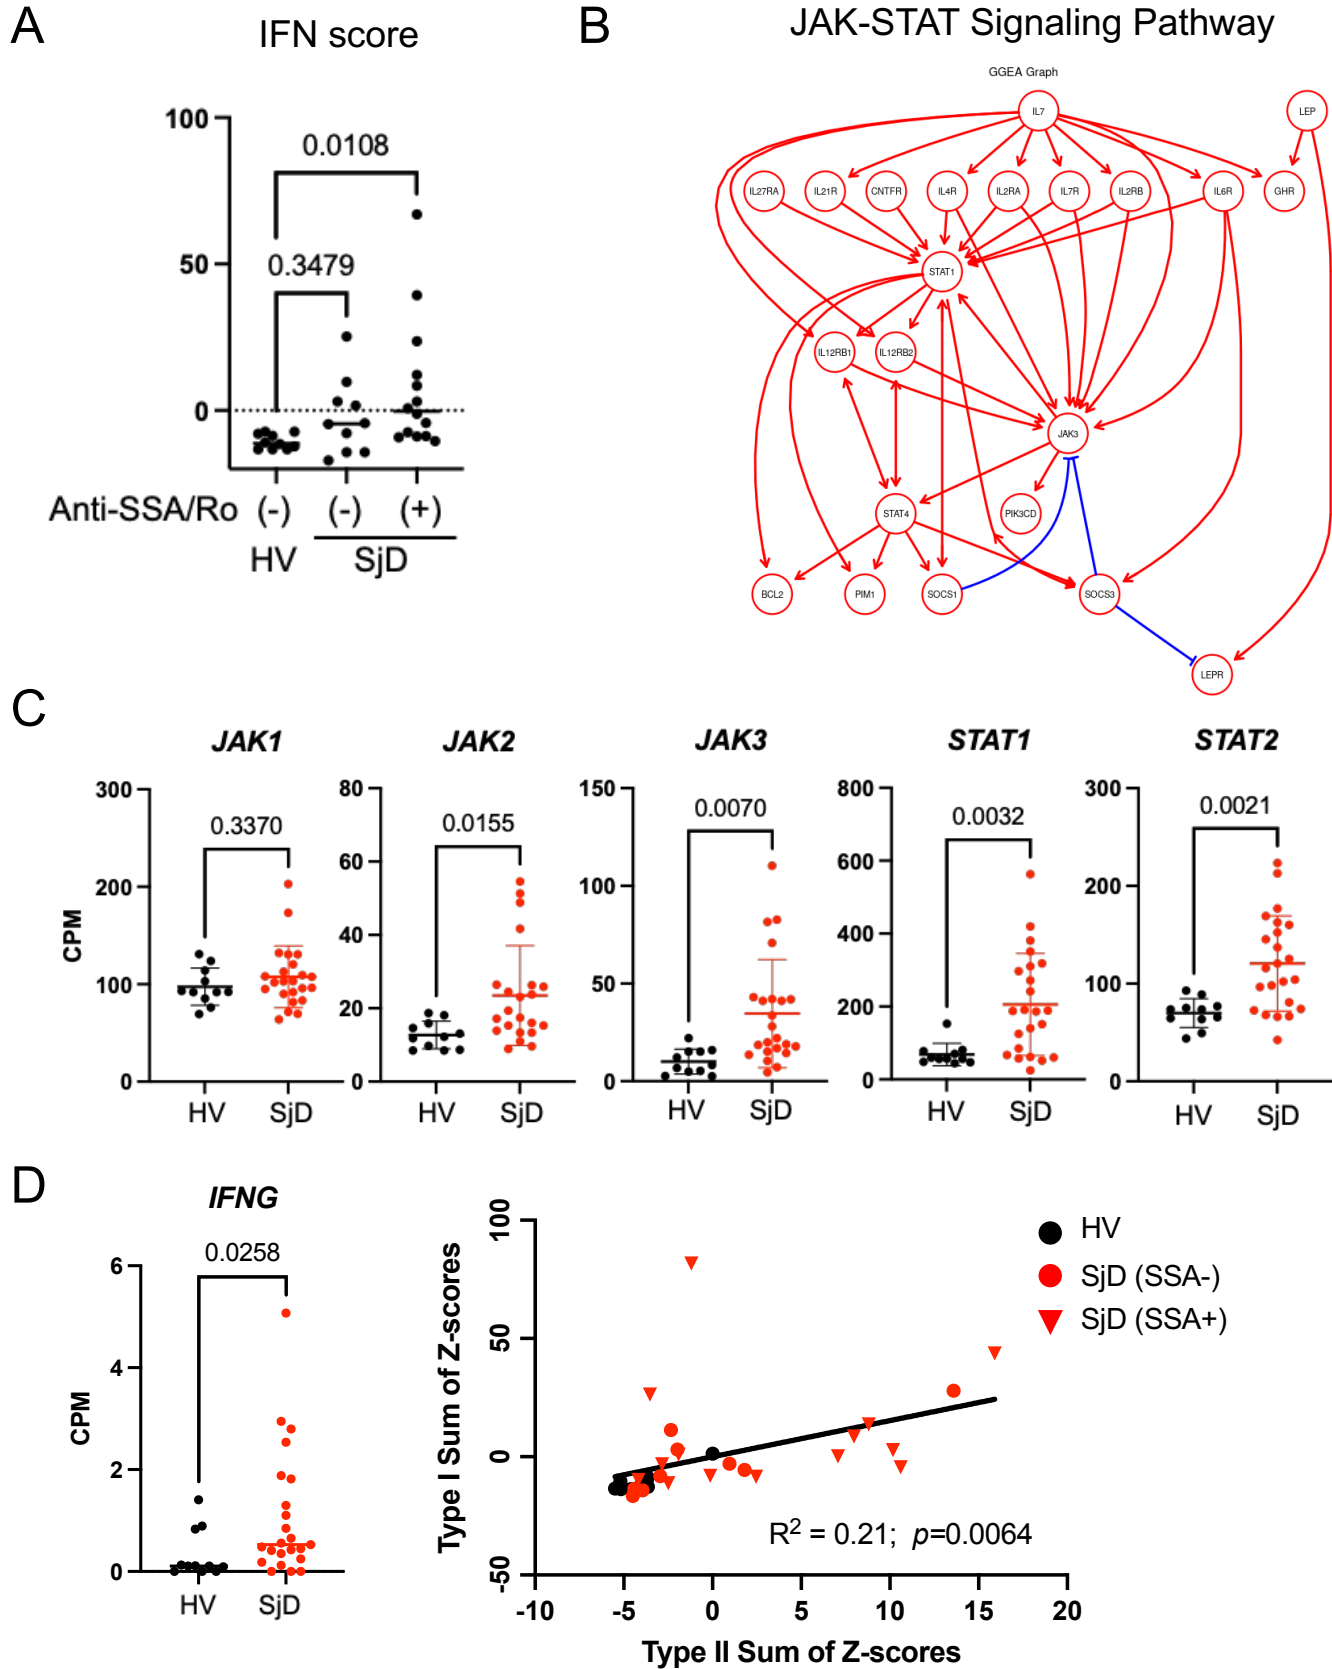 A
IFN score
100
50
0
0.0108
0.3479
Anti-SSA/Ro (-) (-) (+)
HV SjD
B
JAK-STAT Signaling Pathway
GGEA Graph
IL7 LEP
IL27RA IL21R CNTFR IL4R IL2RA IL7R IL2RB IL6R GHR
STAT1
IL12RB1 IL12RB2
JAK3
STAT4 PIK3CD
BCL2 PIM1 SOCS1 SOCS3
LEPR
C
JAK1
CPM
300
200
100
0
0.3370
HV SjD
JAK2
80
60
40
20
0
0.0155
HV SjD
JAK3
150
100
50
0
0.0070
HV SjD
STAT1
800
600
400
200
0
0.0032
HV SjD
STAT2
300
200
100
0
0.0021
HV SjD
D
IFNG
CPM
6
4
2
0
0.0258
HV SjD
Type I Sum of Z-scores
100
50
0
-50
-10 -5 0 5 10 15 20
Type II Sum of Z-scores
R² = 0.21; p=0.0064
HV
SjD (SSA-)
SjD (SSA+)